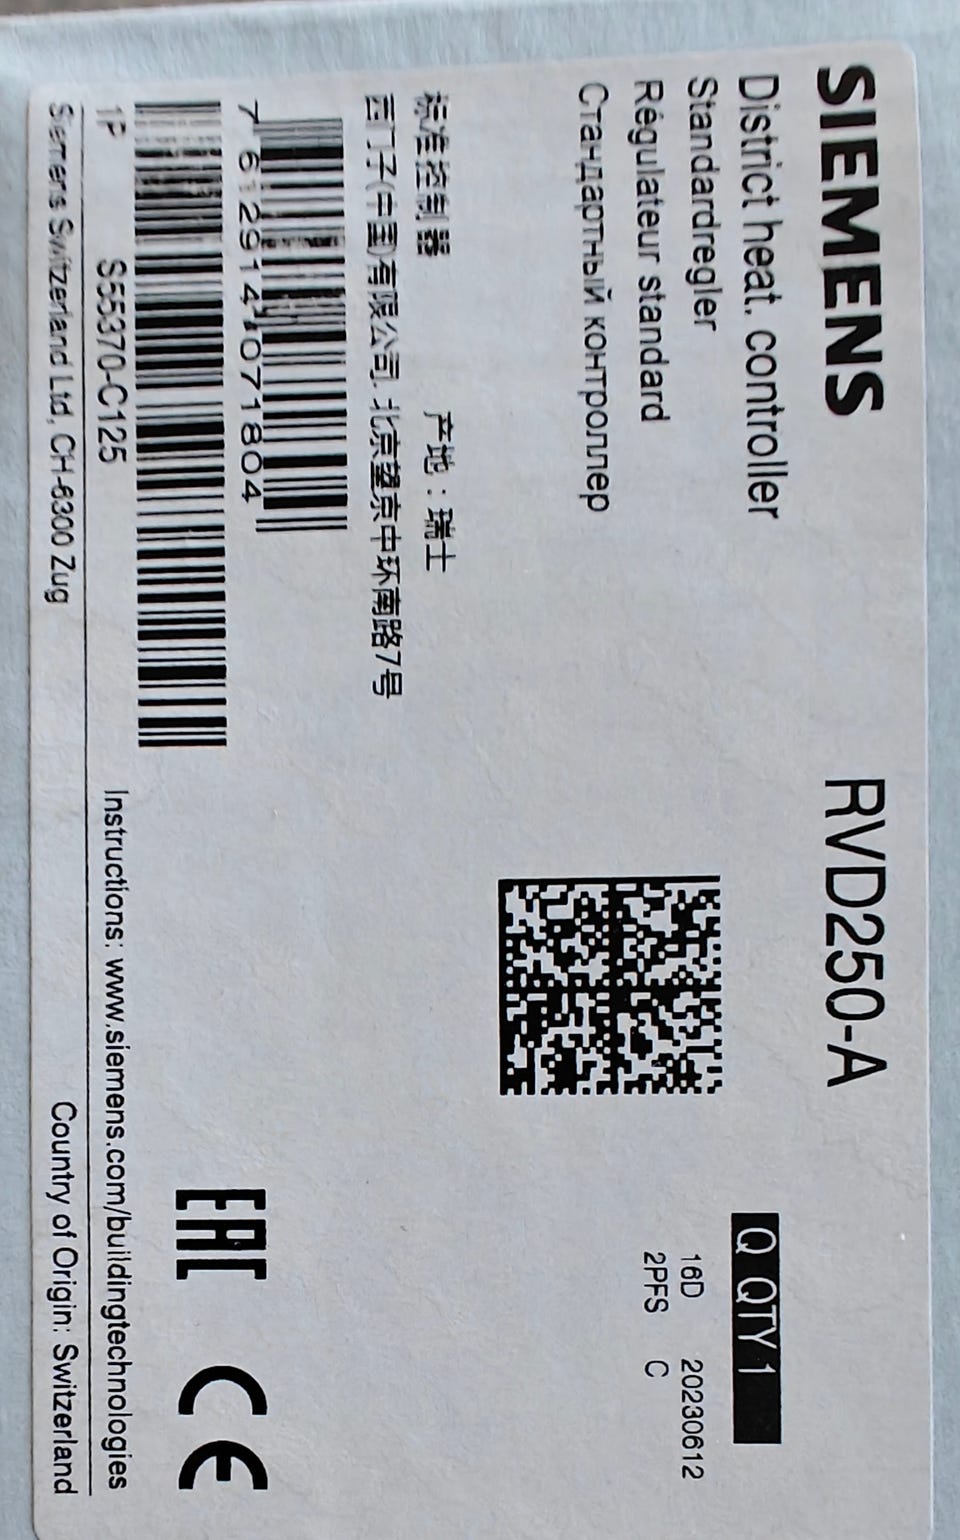 SIEMENS
RVD250-A
District heat. controller
Standardregler
Régulateur standard
Стандартный контроллер
Q QTY 1
16D 20230612
2PFS C
标准控制器 产地：瑞士
西门子(中国)有限公司. 北京望京中环南路7号
7 612914 071804
1P S55370-C125
Instructions: www.siemens.com/buildingtechnologies
EAC CE
Siemens Switzerland Ltd, CH-6300 Zug
Country of Origin: Switzerland